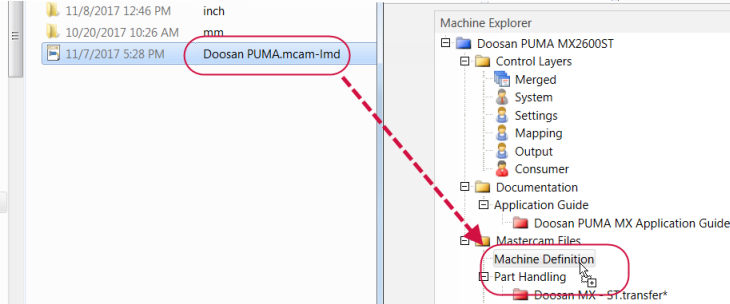 11/8/2017 12:46 PM inch
10/20/2017 10:26 AM mm
11/7/2017 5:28 PM Doosan PUMA.mcam-lmd
Machine Explorer
Doosan PUMA MX2600ST
Control Layers
Merged
System
Settings
Mapping
Output
Consumer
Documentation
Application Guide
Doosan PUMA MX Application Guide
Mastercam Files
Machine Definition
Part Handling
Doosan MX - ST.transfer*